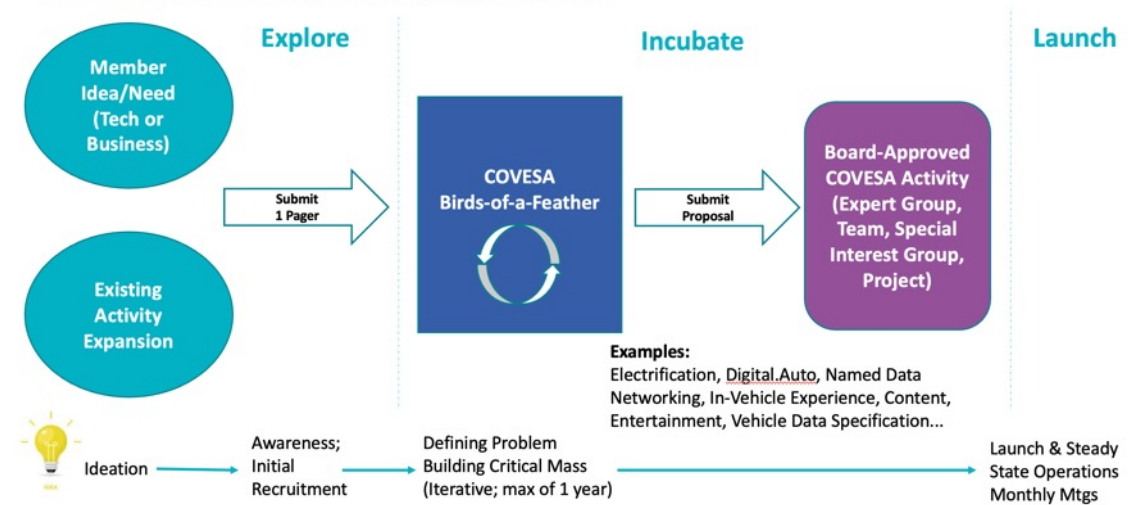 Explore
Incubate
Launch
Member
Idea/Need
(Tech or
Business)
Submit
1 Pager
COVESA
Birds-of-a-Feather
Submit
Proposal
Board-Approved
COVESA Activity
(Expert Group,
Team, Special
Interest Group,
Project)
Existing
Activity
Expansion
Examples:
Electrification, Digital.Auto, Named Data
Networking, In-Vehicle Experience, Content,
Entertainment, Vehicle Data Specification...
Ideation
Awareness;
Initial
Recruitment
Defining Problem
Building Critical Mass
(Iterative; max of 1 year)
Launch & Steady
State Operations
Monthly Mtgs